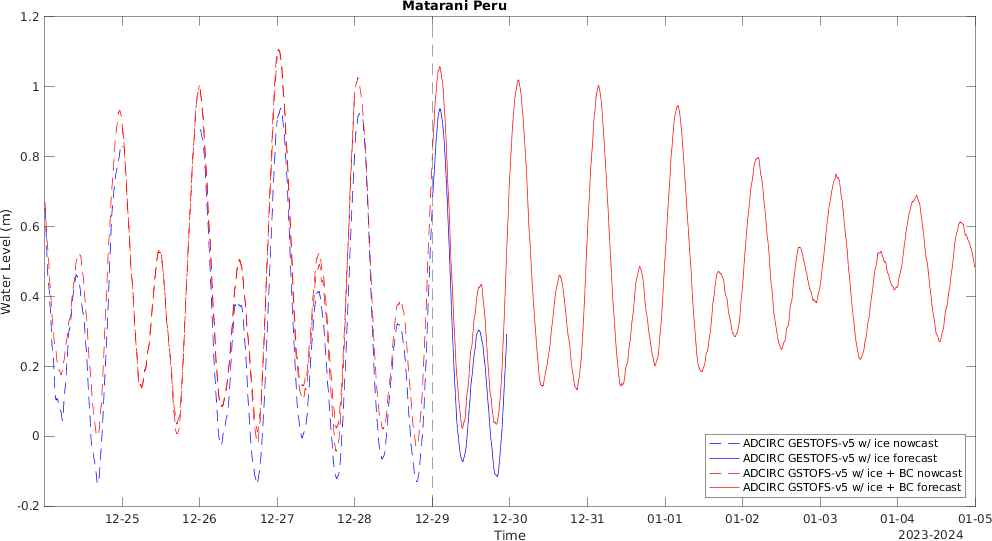 Matarani Peru
1.2
1
0.8
0.6
0.4
0.2
0
-0.2
Water Level (m)
ADCIRC GESTOFS-v5 w/ ice nowcast
ADCIRC GESTOFS-v5 w/ ice forecast
ADCIRC GSTOFS-v5 w/ ice + BC nowcast
ADCIRC GSTOFS-v5 w/ ice + BC forecast
12-25 12-26 12-27 12-28 12-29 12-30 12-31 01-01 01-02 01-03 01-04 01-05
Time
2023-2024